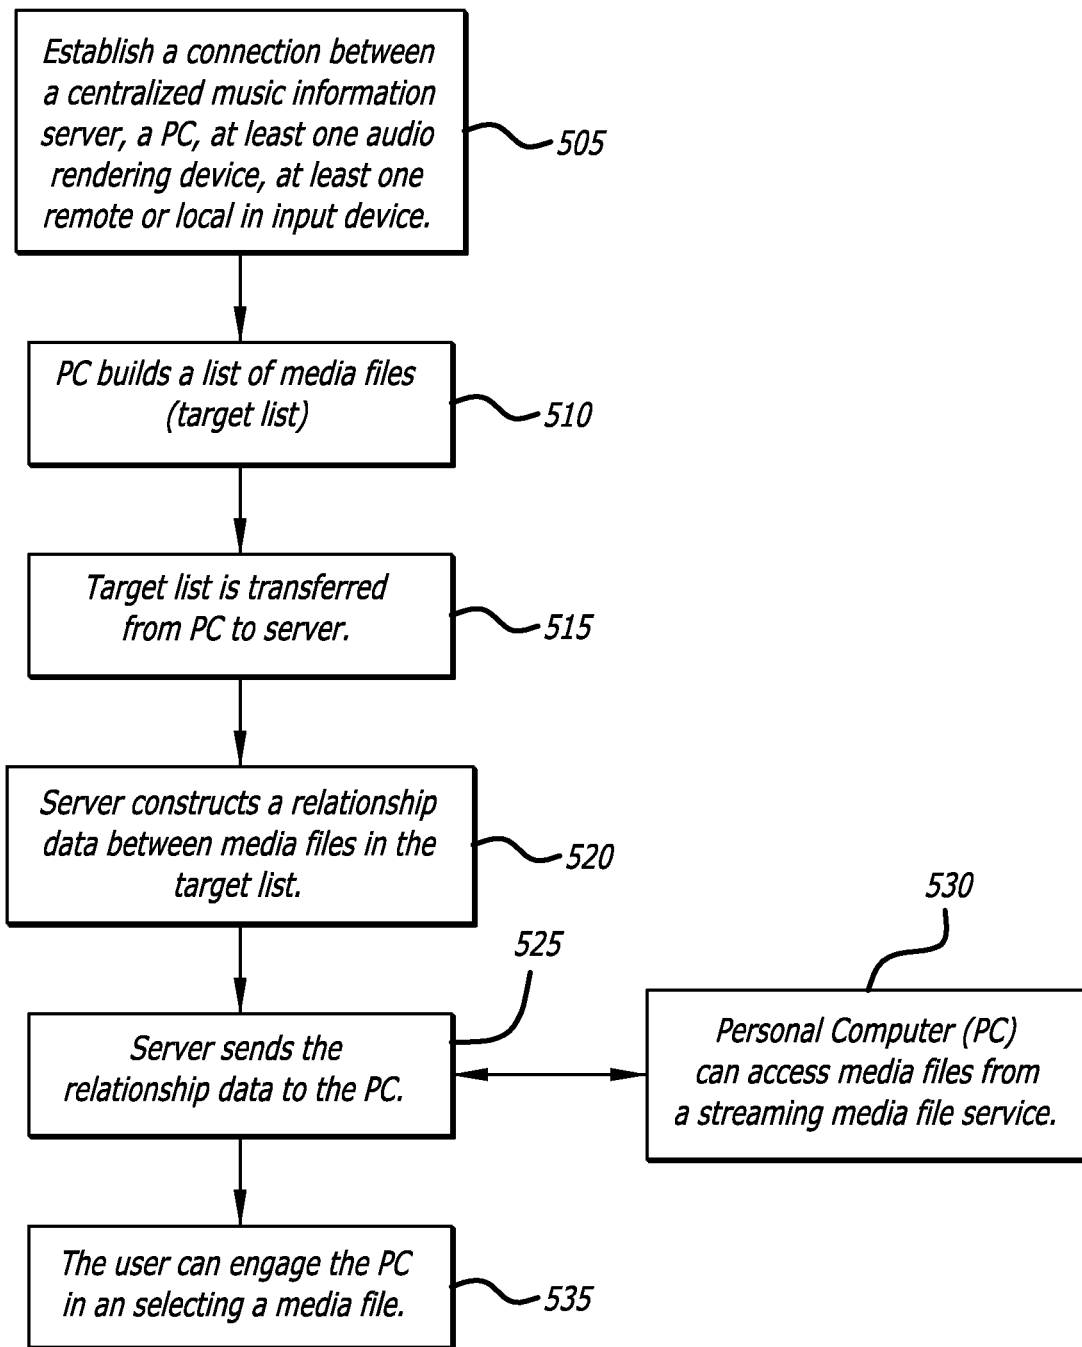 Establish a connection between
a centralized music information
server, a PC, at least one audio
rendering device, at least one
remote or local in input device.
505
PC builds a list of media files
(target list)
510
Target list is transferred
from PC to server.
515
Server constructs a relationship
data between media files in the
target list.
520
525
Server sends the
relationship data to the PC.
530
Personal Computer (PC)
can access media files from
a streaming media file service.
The user can engage the PC
in an selecting a media file.
535